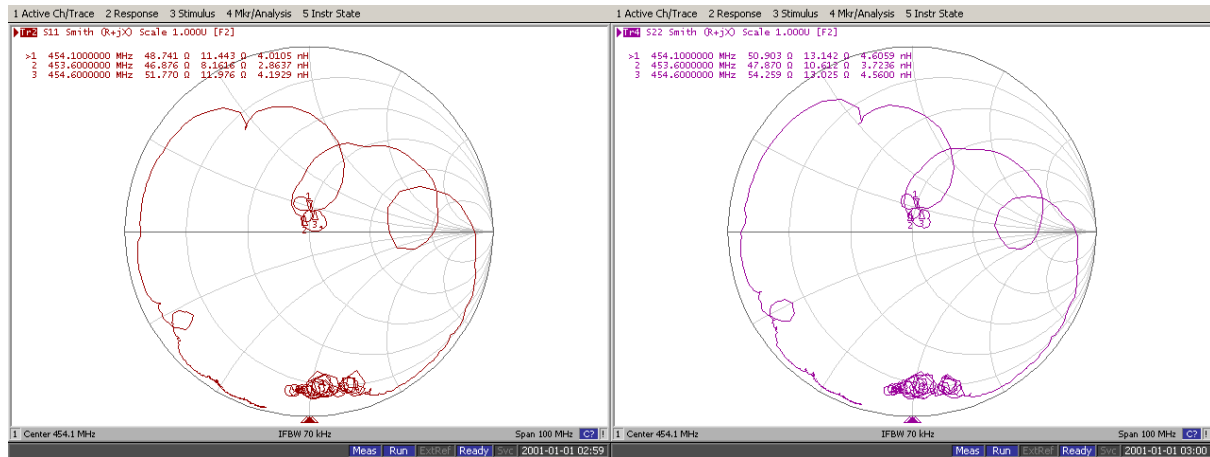 1 Active Ch/Trace 2 Response 3 Stimulus 4 Mkr/Analysis 5 Instr State
Tr2 S11 Smith (R+jX) Scale 1.000U [F2]
>1 454.1000000 MHz 48.741 Ω 11.443 Ω 4.0105 nH
2 453.6000000 MHz 46.876 Ω 8.1616 Ω 2.8637 nH
3 454.6000000 MHz 51.770 Ω 11.976 Ω 4.1929 nH
1
2
3
1 Center 454.1 MHz IFBW 70 kHz Span 100 MHz C? !
Meas Run ExtRef Ready Svc 2001-01-01 02:59
1 Active Ch/Trace 2 Response 3 Stimulus 4 Mkr/Analysis 5 Instr State
Tr4 S22 Smith (R+jX) Scale 1.000U [F2]
>1 454.1000000 MHz 50.903 Ω 13.142 Ω 4.6059 nH
2 453.6000000 MHz 47.870 Ω 10.612 Ω 3.7236 nH
3 454.6000000 MHz 54.259 Ω 13.025 Ω 4.5600 nH
1
2
3
1 Center 454.1 MHz IFBW 70 kHz Span 100 MHz C? !
Meas Run ExtRef Ready Svc 2001-01-01 03:00